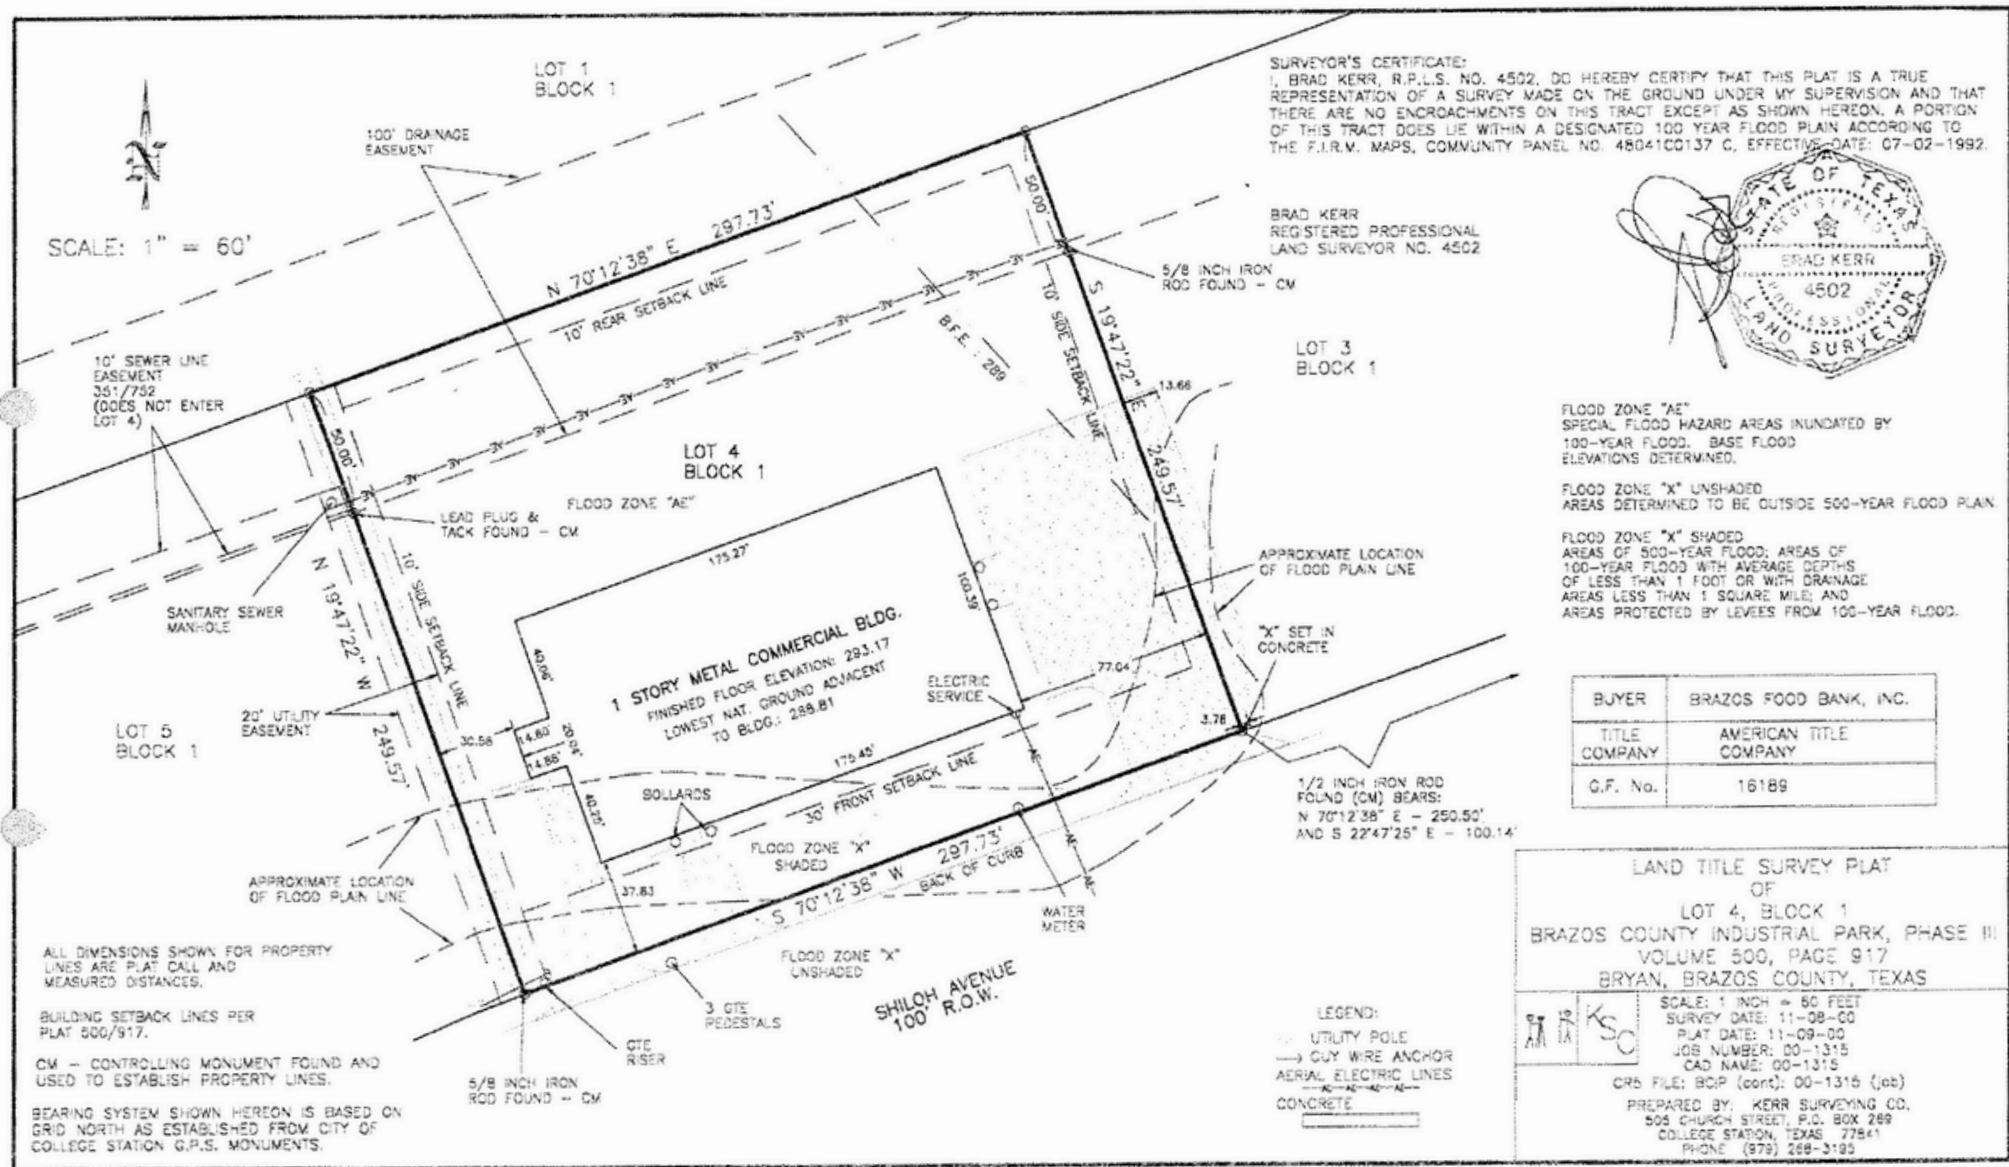 LOT 1
BLOCK 1
100' DRAINAGE
EASEMENT
N
SCALE: 1" = 60'
SURVEYOR'S CERTIFICATE:
I, BRAD KERR, R.P.L.S. NO. 4502, DO HEREBY CERTIFY THAT THIS PLAT IS A TRUE
REPRESENTATION OF A SURVEY MADE ON THE GROUND UNDER MY SUPERVISION AND THAT
THERE ARE NO ENCROACHMENTS ON THIS TRACT EXCEPT AS SHOWN HEREON. A PORTION
OF THIS TRACT DOES LIE WITHIN A DESIGNATED 100 YEAR FLOOD PLAIN ACCORDING TO
THE F.I.R.M. MAPS, COMMUNITY PANEL NO. 48041C0137 C, EFFECTIVE DATE: 07-02-1992.
BRAD KERR
REGISTERED PROFESSIONAL
LAND SURVEYOR NO. 4502
STATE OF TEXAS
REGISTERED
BRAD KERR
4502
PROFESSIONAL
LAND SURVEYOR
N 70°12'38" E 297.73'
10' REAR SETBACK LINE
50.00'
5/8 INCH IRON
ROD FOUND - CM
S 19°47'22" E
249.57'
10' SIDE SETBACK LINE
B.F.E. : 289
LOT 3
BLOCK 1
13.66
10' SEWER LINE
EASEMENT
351/752
(DOES NOT ENTER
LOT 4)
50.00'
LOT 4
BLOCK 1
FLOOD ZONE "AE"
LEAD PLUG &
TACK FOUND - CM
SANITARY SEWER
MANHOLE
N 19°47'22" W
249.57'
10' SIDE SETBACK LINE
20' UTILITY
EASEMENT
LOT 5
BLOCK 1
175.27'
100.39'
40.06'
1 STORY METAL COMMERCIAL BLDG.
FINISHED FLOOR ELEVATION: 293.17
LOWEST NAT. GROUND ADJACENT
TO BLDG.: 288.81
ELECTRIC
SERVICE
77.04
3.78
APPROXIMATE LOCATION
OF FLOOD PLAIN LINE
"X" SET IN
CONCRETE
30.58
14.80'
20.04'
14.88'
40.25'
175.45'
AE
AE
AE
AE
30' FRONT SETBACK LINE
BOLLARDS
FLOOD ZONE "X"
SHADED
37.83
S 70°12'38" W 297.73'
BACK OF CURB
WATER
METER
FLOOD ZONE "X"
UNSHADED
SHILOH AVENUE
100' R.O.W.
3 GTE
PEDESTALS
GTE
RISER
5/8 INCH IRON
ROD FOUND - CM
APPROXIMATE LOCATION
OF FLOOD PLAIN LINE
1/2 INCH IRON ROD
FOUND (CM) BEARS:
N 70°12'38" E - 250.50'
AND S 22°47'25" E - 100.14'
ALL DIMENSIONS SHOWN FOR PROPERTY
LINES ARE PLAT CALL AND
MEASURED DISTANCES.
BUILDING SETBACK LINES PER
PLAT 500/917.
CM - CONTROLLING MONUMENT FOUND AND
USED TO ESTABLISH PROPERTY LINES.
BEARING SYSTEM SHOWN HEREON IS BASED ON
GRID NORTH AS ESTABLISHED FROM CITY OF
COLLEGE STATION G.P.S. MONUMENTS.
FLOOD ZONE "AE"
SPECIAL FLOOD HAZARD AREAS INUNDATED BY
100-YEAR FLOOD. BASE FLOOD
ELEVATIONS DETERMINED.
FLOOD ZONE "X" UNSHADED
AREAS DETERMINED TO BE OUTSIDE 500-YEAR FLOOD PLAIN.
FLOOD ZONE "X" SHADED
AREAS OF 500-YEAR FLOOD; AREAS OF
100-YEAR FLOOD WITH AVERAGE DEPTHS
OF LESS THAN 1 FOOT OR WITH DRAINAGE
AREAS LESS THAN 1 SQUARE MILE; AND
AREAS PROTECTED BY LEVEES FROM 100-YEAR FLOOD.
BUYER BRAZOS FOOD BANK, INC.
TITLE COMPANY AMERICAN TITLE COMPANY
G.F. No. 16189
LEGEND:
UTILITY POLE
GUY WIRE ANCHOR
AERIAL ELECTRIC LINES
AE AE AE
CONCRETE
LAND TITLE SURVEY PLAT
OF
LOT 4, BLOCK 1
BRAZOS COUNTY INDUSTRIAL PARK, PHASE III
VOLUME 500, PAGE 917
BRYAN, BRAZOS COUNTY, TEXAS
KSC
SCALE: 1 INCH = 60 FEET
SURVEY DATE: 11-08-00
PLAT DATE: 11-09-00
JOB NUMBER: 00-1315
CAD NAME: 00-1315
CR5 FILE: BCIP (cont); 00-1315 (job)
PREPARED BY: KERR SURVEYING CO.
505 CHURCH STREET, P.O. BOX 269
COLLEGE STATION, TEXAS 77841
PHONE (979) 268-3195